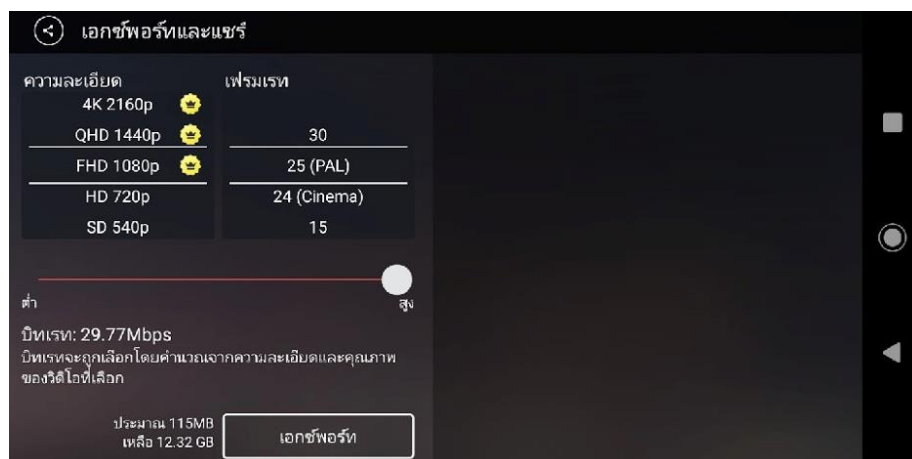 เอกซ์พอร์ทและแชร์
ความละเอียด
เฟรมเรท
4K 2160p
QHD 1440p
30
FHD 1080p
25 (PAL)
HD 720p
24 (Cinema)
SD 540p
15
ต่ำ
สูง
บิทเรท: 29.77Mbps
บิทเรทจะถูกเลือกโดยคำนวณจากความละเอียดและคุณภาพ
ของวิดีโอที่เลือก
ประมาณ 115MB
เหลือ 12.32 GB
เอกซ์พอร์ท